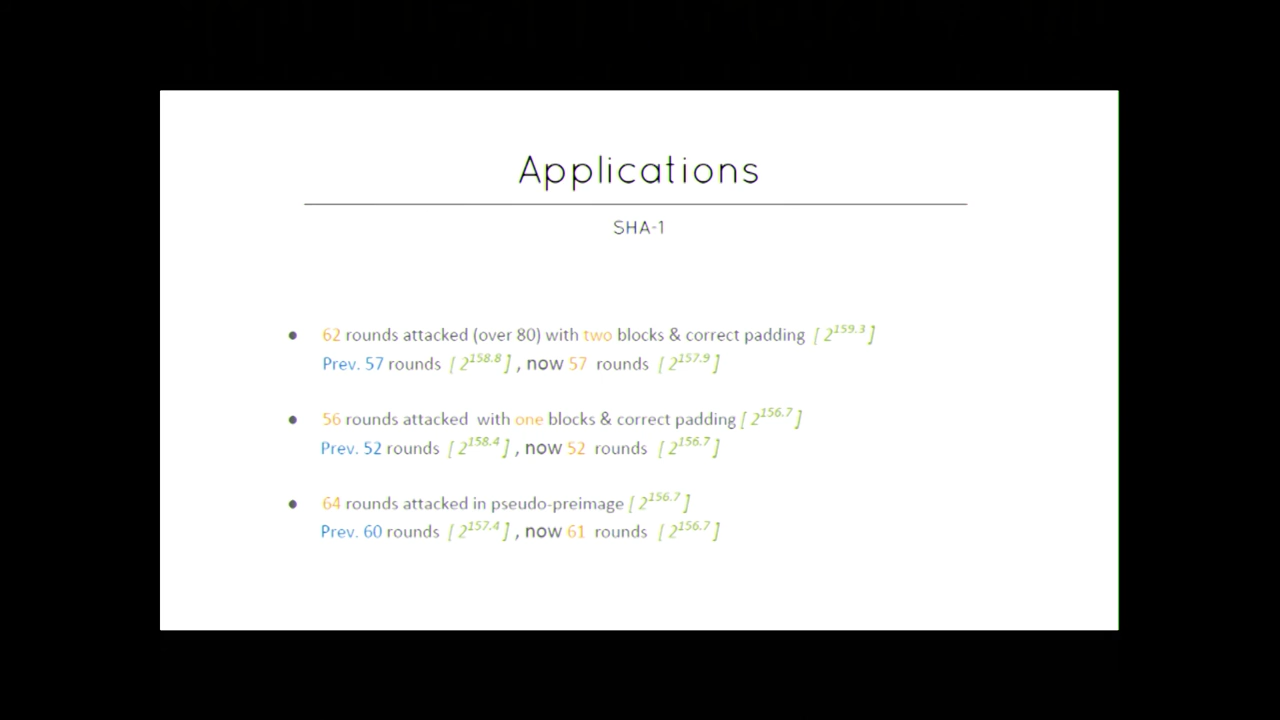 Applications
SHA-1
● 62 rounds attacked (over 80) with two blocks & correct padding [ 2^159.3 ]
Prev. 57 rounds [ 2^158.8 ] , now 57 rounds [ 2^157.9 ]
● 56 rounds attacked with one blocks & correct padding [ 2^156.7 ]
Prev. 52 rounds [ 2^158.4 ] , now 52 rounds [ 2^156.7 ]
● 64 rounds attacked in pseudo-preimage [ 2^156.7 ]
Prev. 60 rounds [ 2^157.4 ] , now 61 rounds [ 2^156.7 ]